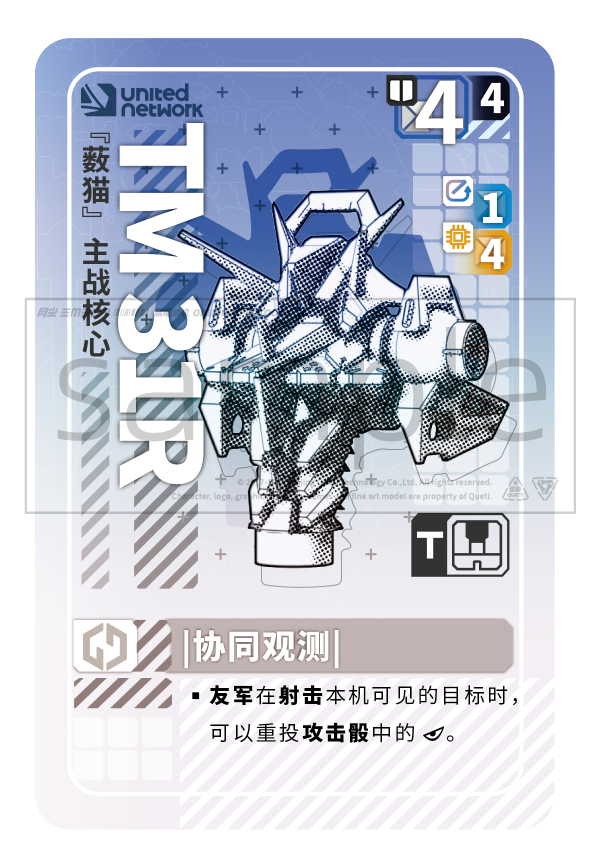 UNITED
NETWORK
4
4
『薮猫』 主战核心
TM31R
1
4
sample
T
|协同观测|
▪ 友军在射击本机可见的目标时，
可以重投攻击骰中的 。